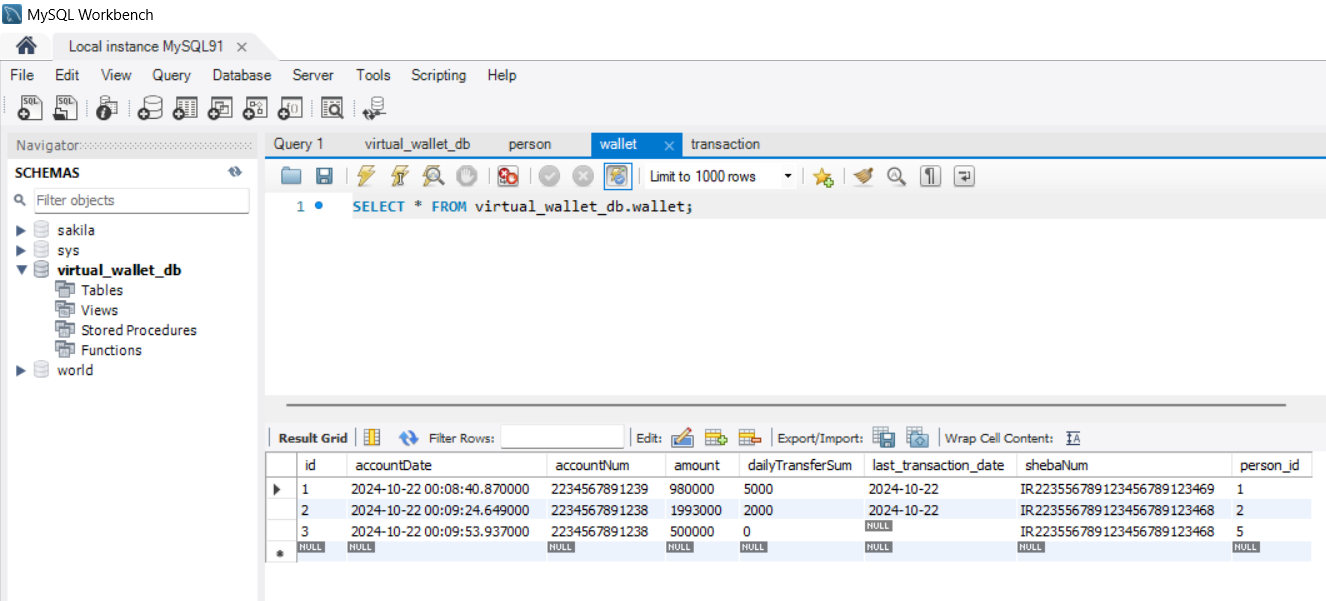 MySQL Workbench
Local instance MySQL91
File Edit View Query Database Server Tools Scripting Help
Navigator
SCHEMAS
Filter objects
sakila
sys
virtual_wallet_db
Tables
Views
Stored Procedures
Functions
world
Query 1 virtual_wallet_db person wallet transaction
Limit to 1000 rows
1 SELECT * FROM virtual_wallet_db.wallet;
Result Grid Filter Rows: Edit: Export/Import: Wrap Cell Content:
id accountDate accountNum amount dailyTransferSum last_transaction_date shebaNum person_id
1 2024-10-22 00:08:40.870000 2234567891239 980000 5000 2024-10-22 IR223556789123456789123469 1
2 2024-10-22 00:09:24.649000 2234567891238 1993000 2000 2024-10-22 IR223556789123456789123468 2
3 2024-10-22 00:09:53.937000 2234567891238 500000 0 NULL IR223556789123456789123468 5
NULL NULL NULL NULL NULL NULL NULL NULL